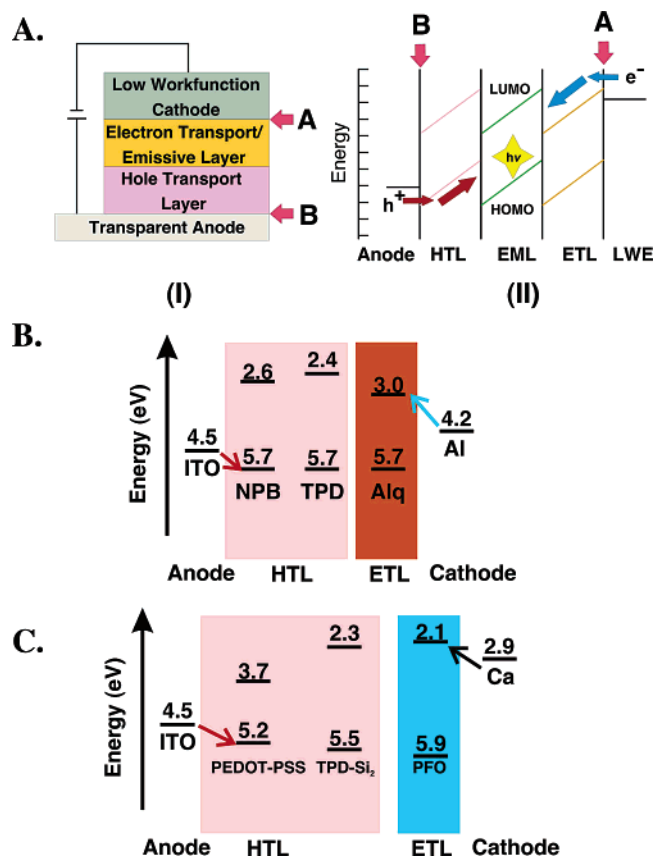 A.
Low Workfunction
Cathode
Electron Transport/
Emissive Layer
Hole Transport
Layer
Transparent Anode
A
B
(I)
B
A
Energy
LUMO
e⁻
hν
h⁺
HOMO
Anode
HTL
EML
ETL
LWE
(II)
B.
Energy (eV)
4.5
ITO
2.6
2.4
5.7
NPB
5.7
TPD
3.0
5.7
Alq
4.2
Al
Anode
HTL
ETL
Cathode
C.
Energy (eV)
4.5
ITO
3.7
2.3
5.2
PEDOT-PSS
5.5
TPD-Si₂
2.1
5.9
PFO
2.9
Ca
Anode
HTL
ETL
Cathode